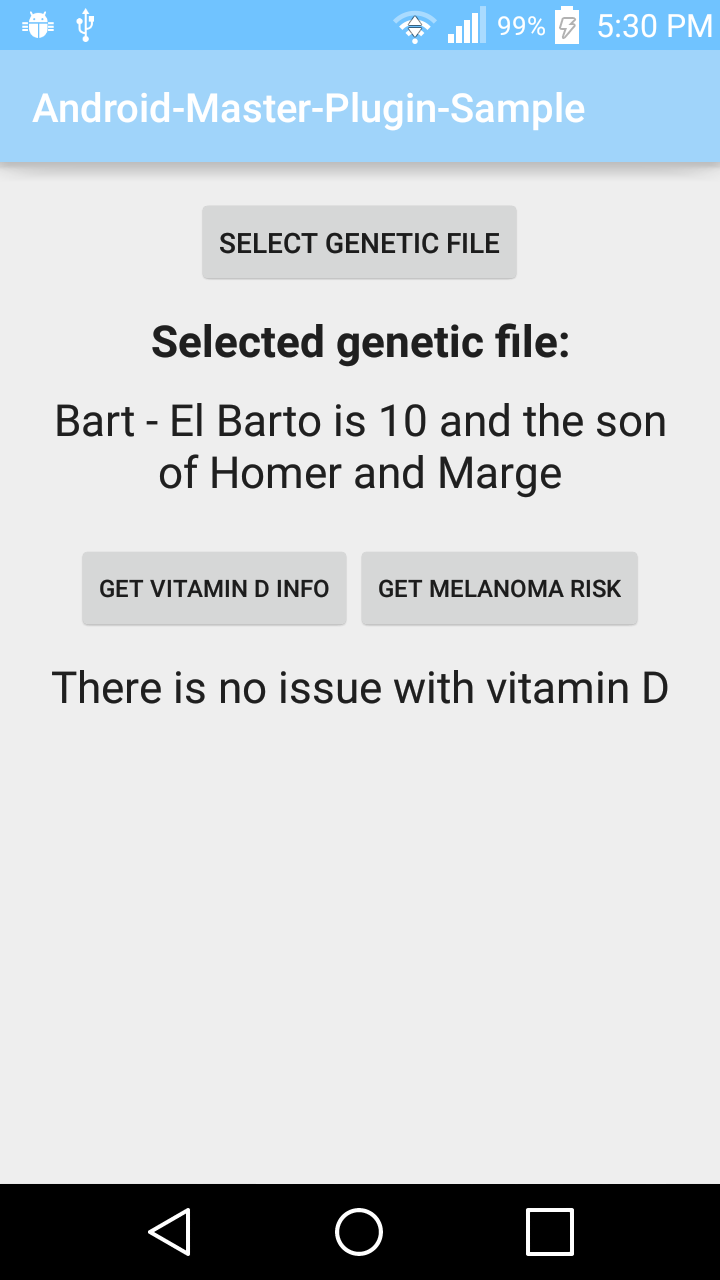 99% 5:30 PM
Android-Master-Plugin-Sample
SELECT GENETIC FILE
Selected genetic file:
Bart - El Barto is 10 and the son
of Homer and Marge
GET VITAMIN D INFO GET MELANOMA RISK
There is no issue with vitamin D